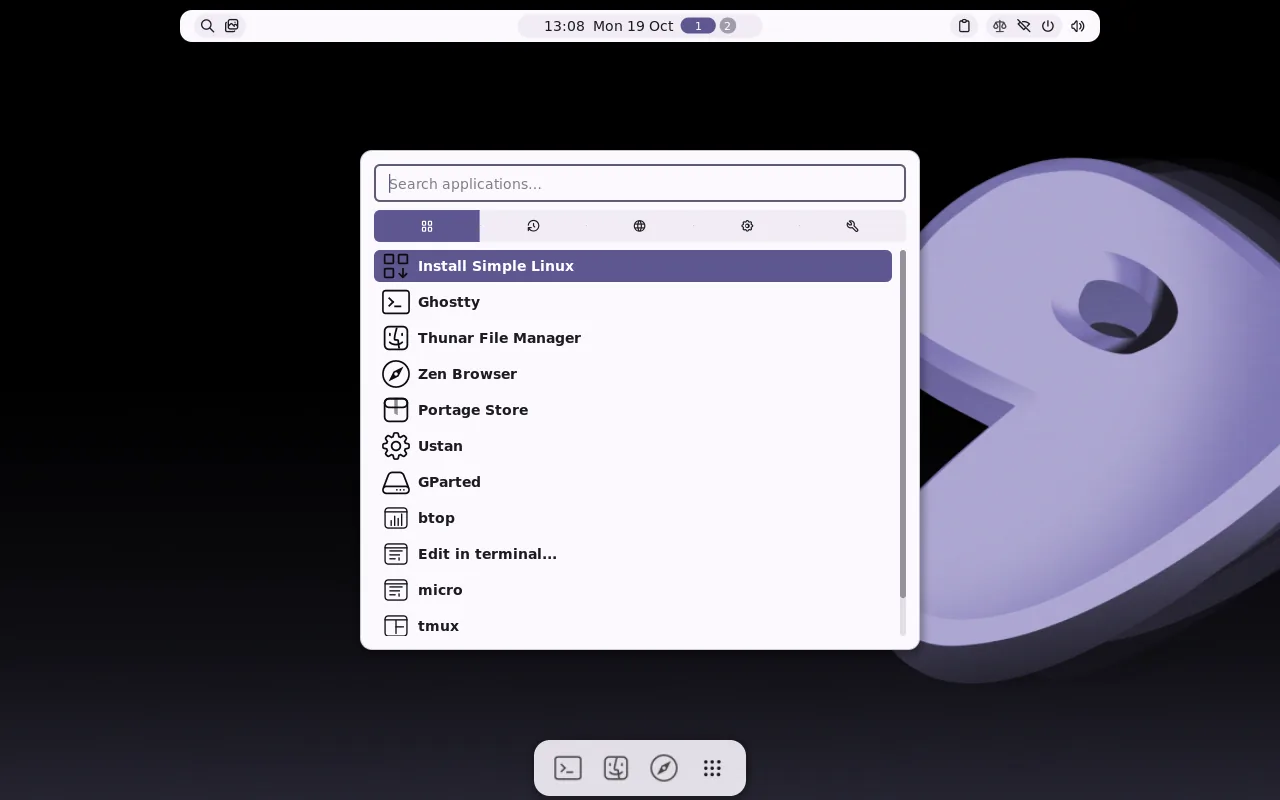 13:08 Mon 19 Oct 1 2
Search applications...
Install Simple Linux
Ghostty
Thunar File Manager
Zen Browser
Portage Store
Ustan
GParted
btop
Edit in terminal...
micro
tmux